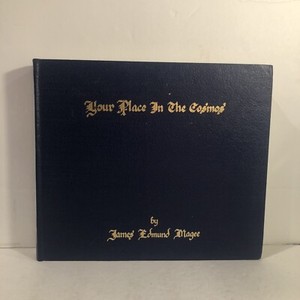 Your Place In The Cosmos
by
James Edmund Magee